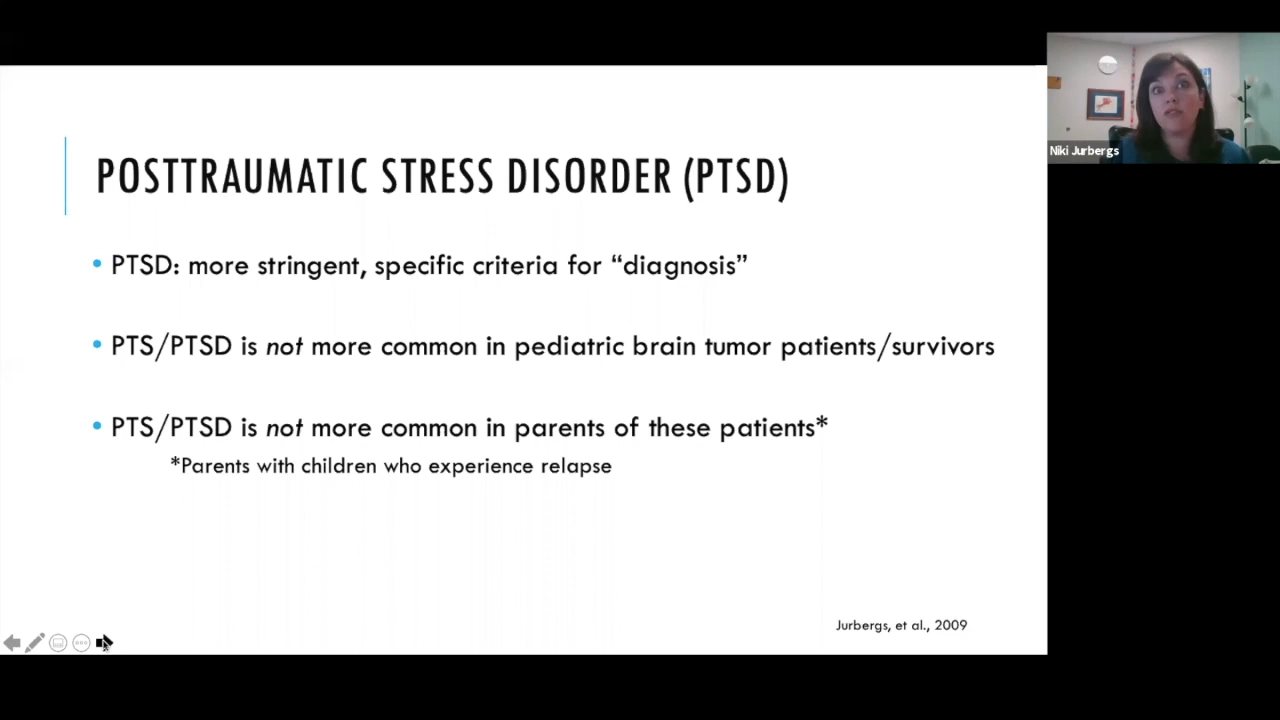 POSTTRAUMATIC STRESS DISORDER (PTSD)
• PTSD: more stringent, specific criteria for “diagnosis”
• PTS/PTSD is not more common in pediatric brain tumor patients/survivors
• PTS/PTSD is not more common in parents of these patients*
*Parents with children who experience relapse
Jurbergs, et al., 2009
Niki Jurbergs